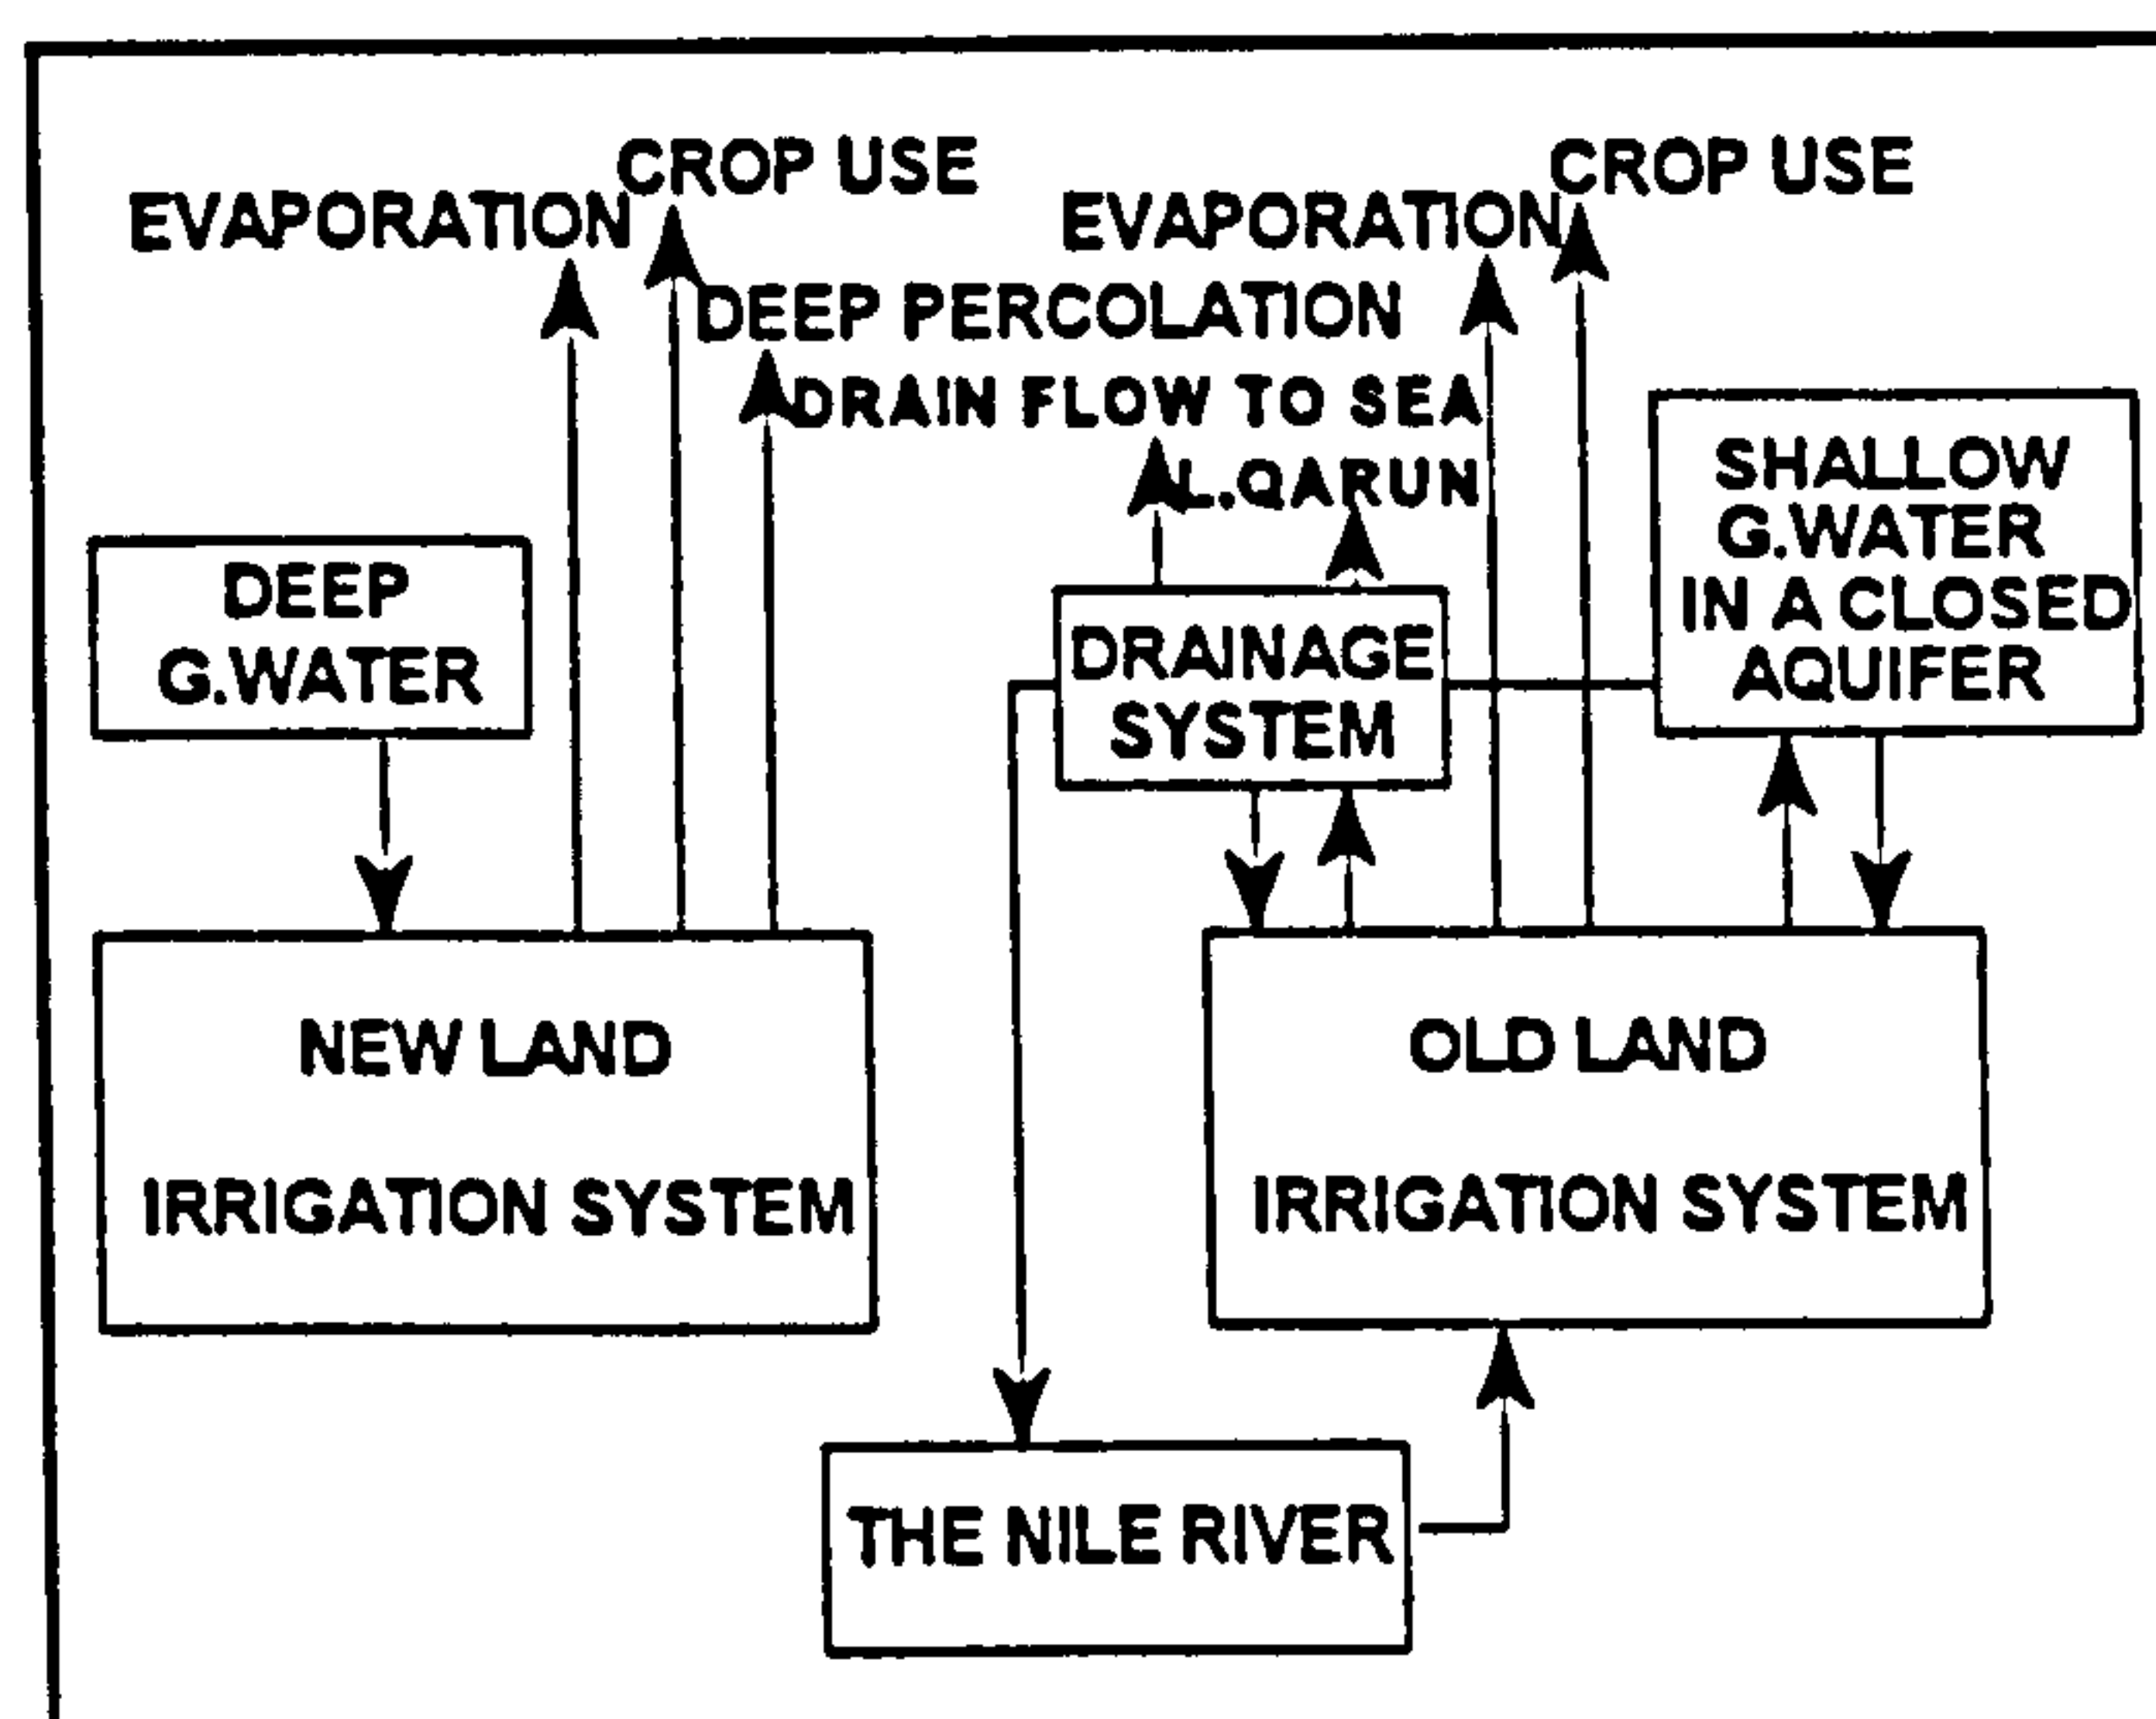 CROP USE
EVAPORATION
CROP USE
EVAPORATION
DEEP PERCOLATION
DRAIN FLOW TO SEA
L.QARUN
SHALLOW
G.WATER
IN A CLOSED
AQUIFER
DEEP
G.WATER
DRAINAGE
SYSTEM
NEW LAND
IRRIGATION SYSTEM
OLD LAND
IRRIGATION SYSTEM
THE NILE RIVER